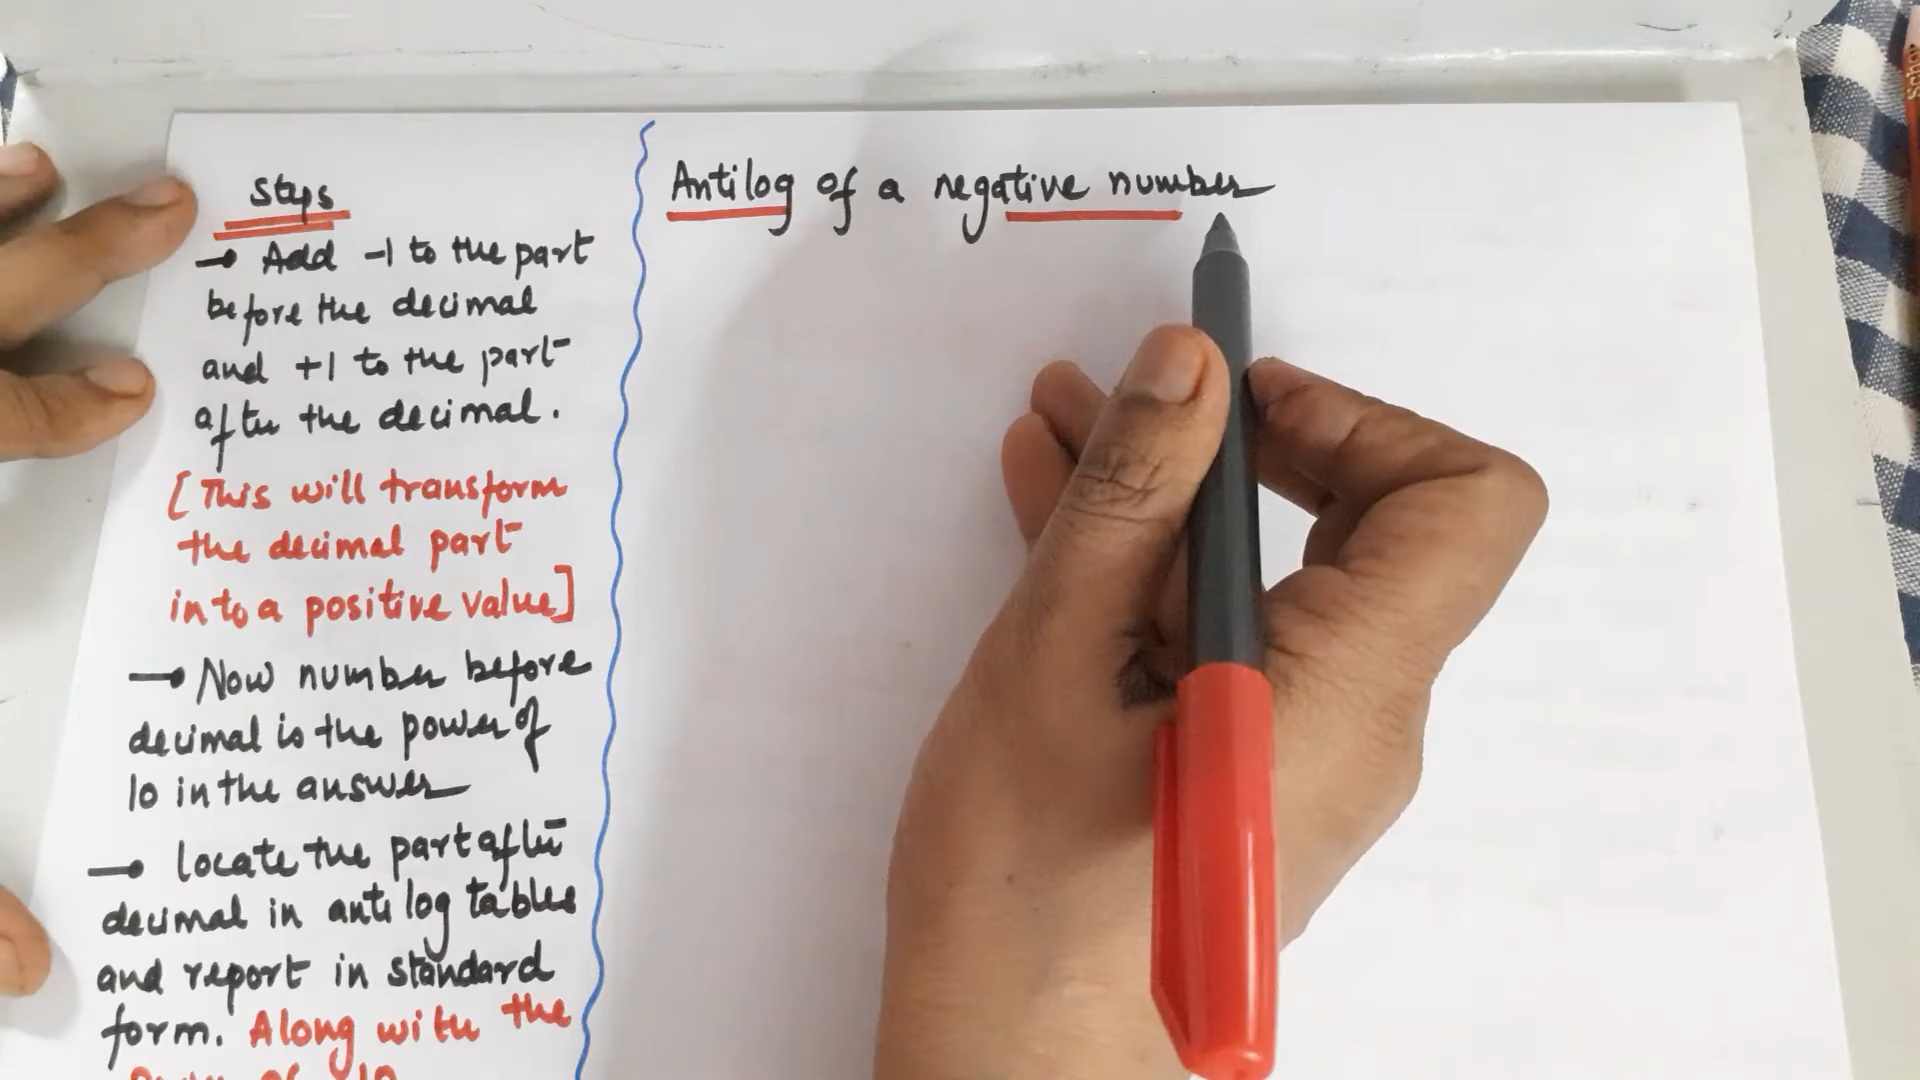 Steps
→ Add -1 to the part
before the decimal
and +1 to the part
after the decimal.
[This will transform
the decimal part
into a positive value]
→ Now number before
decimal is the power of
10 in the answer
→ locate the part after
decimal in antilog tables
and report in standard
form. Along with the
Antilog of a negative number